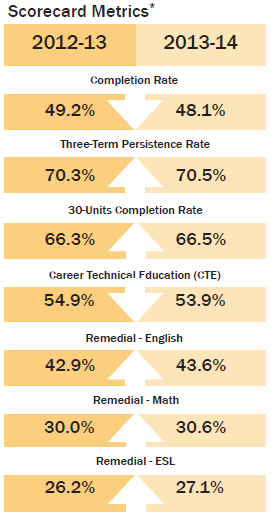 Scorecard Metrics*
2012-13 2013-14
Completion Rate
49.2% 48.1%
Three-Term Persistence Rate
70.3% 70.5%
30-Units Completion Rate
66.3% 66.5%
Career Technical Education (CTE)
54.9% 53.9%
Remedial - English
42.9% 43.6%
Remedial - Math
30.0% 30.6%
Remedial - ESL
26.2% 27.1%